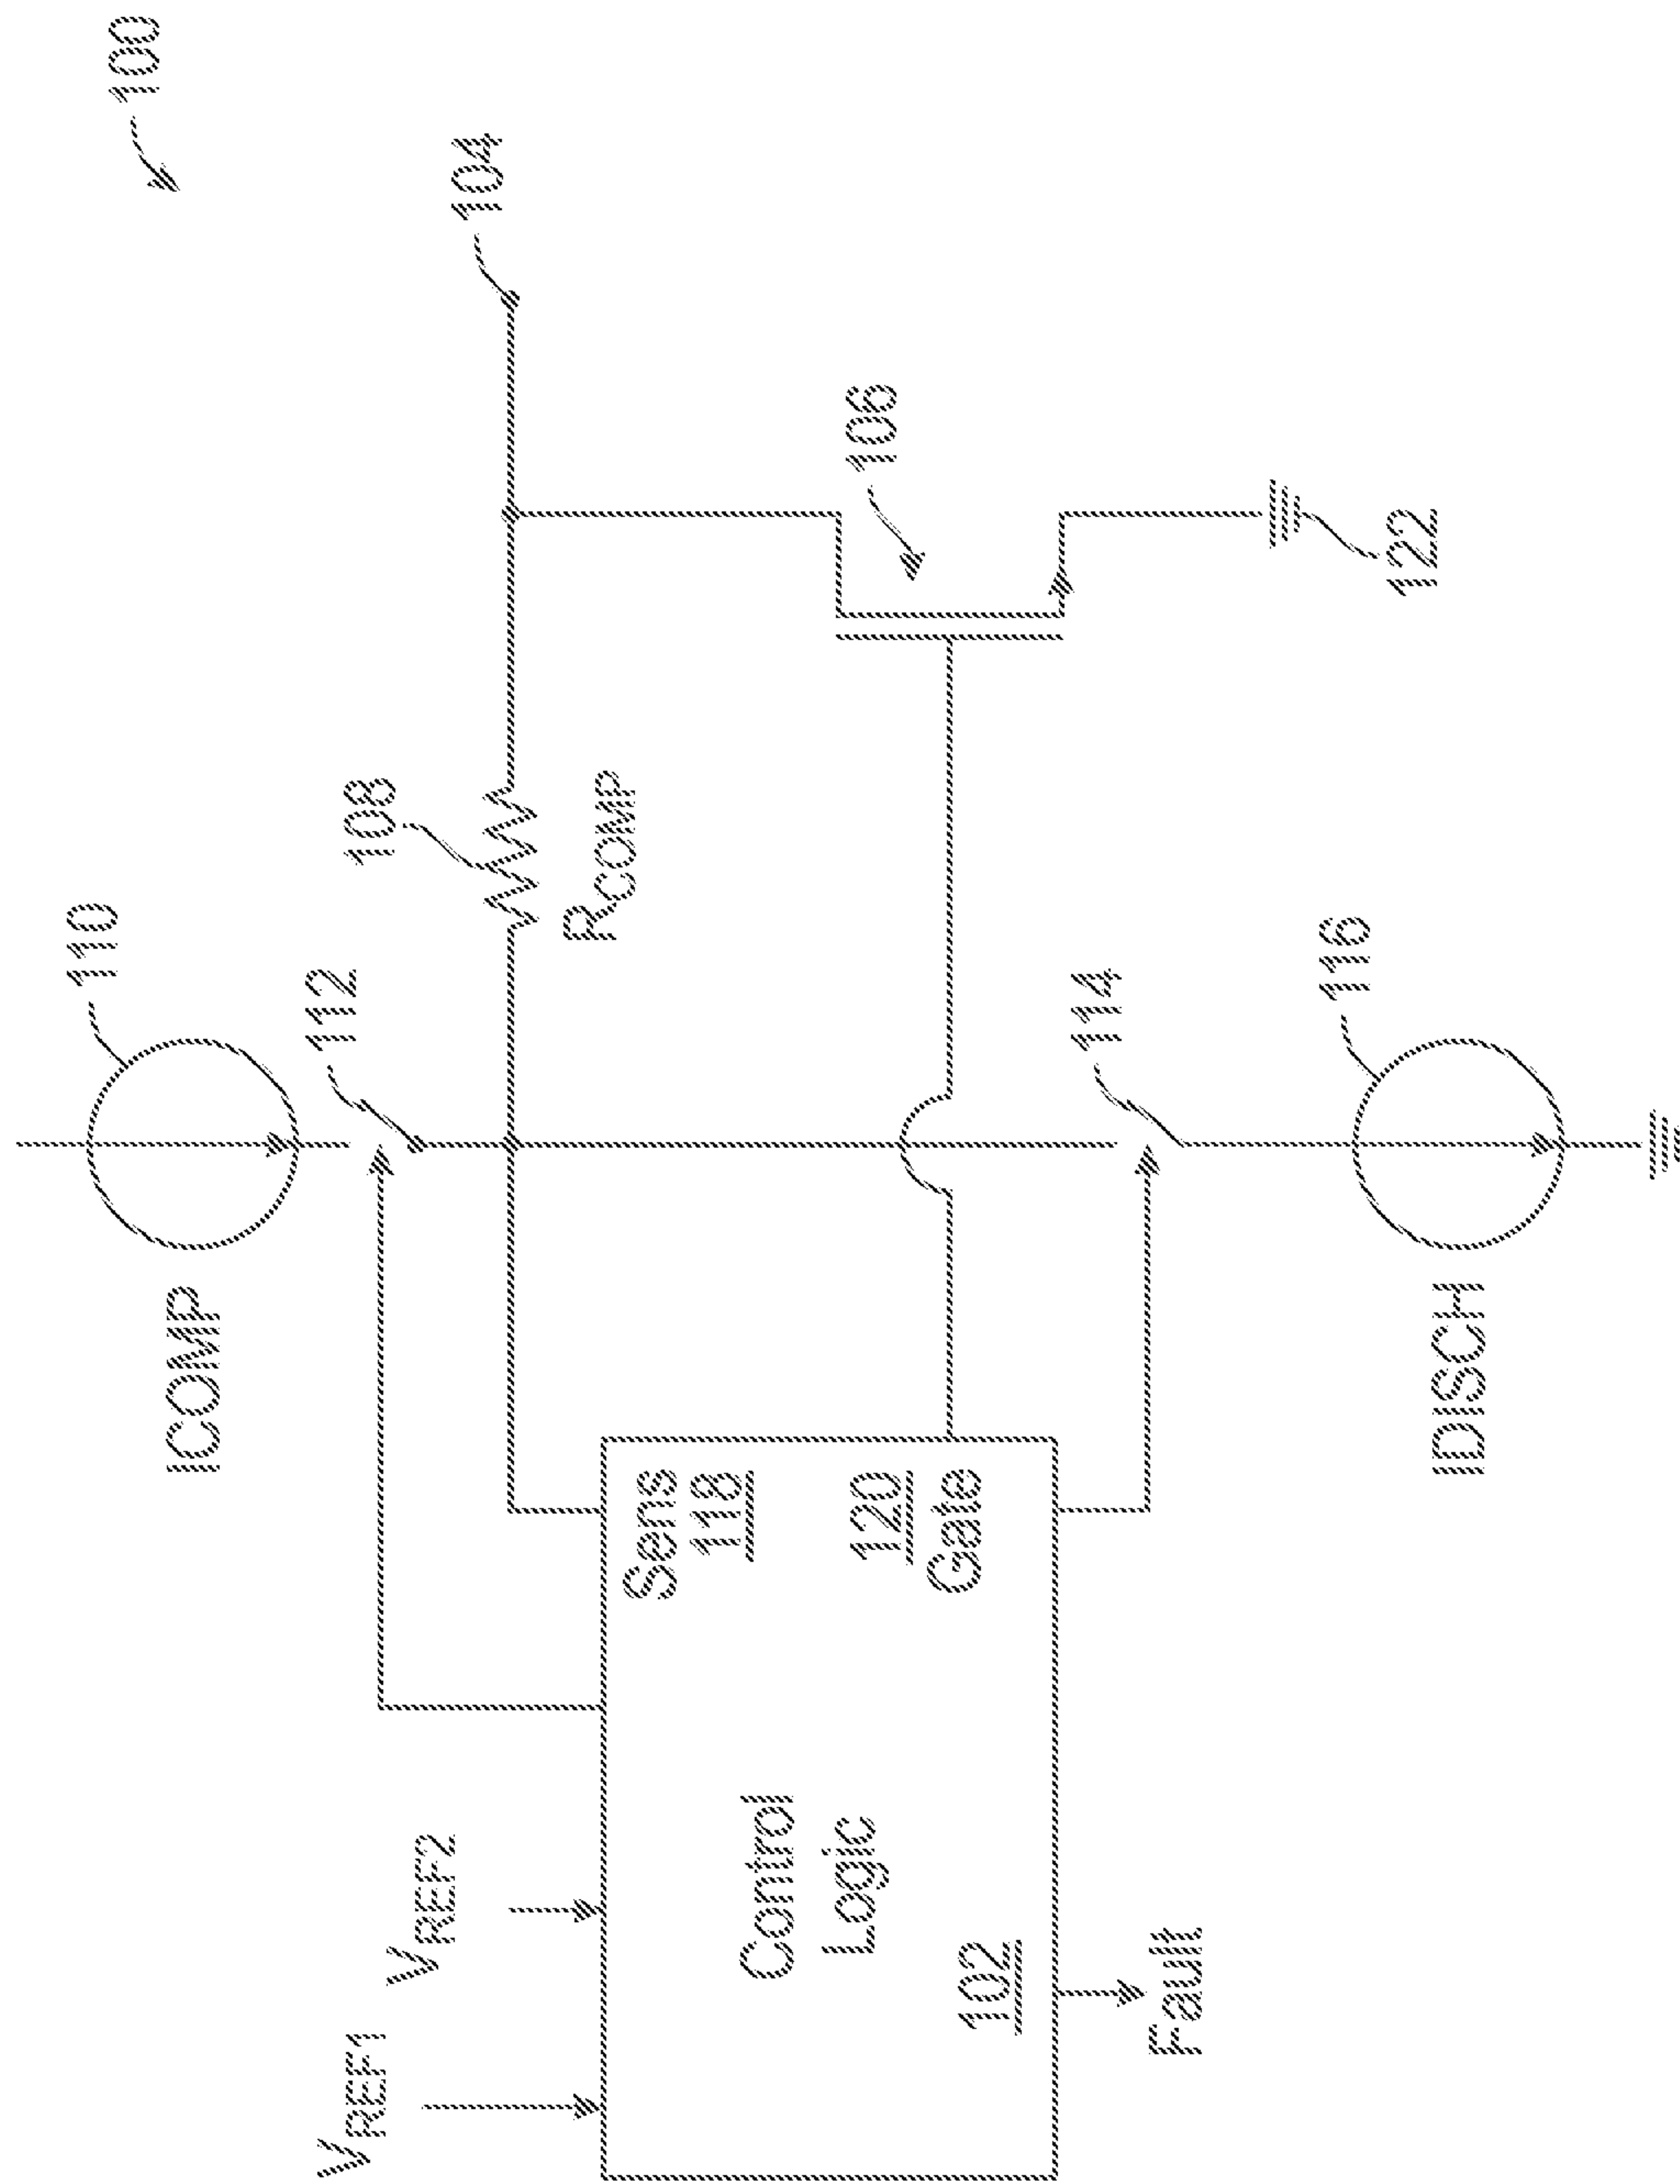 100
104
106
122
108
RCOMP
110
112
114
116
ICOMP
IDISCH
Sens
118
120
Gate
VREF2
VREF1
Control
Logic
102
Fault